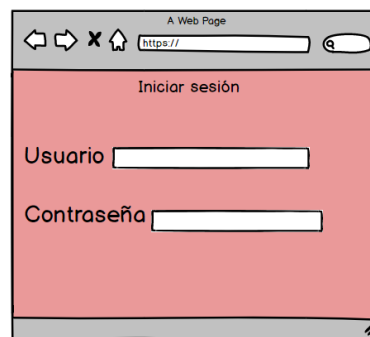 A Web Page
https://
Iniciar sesión
Usuario
Contraseña